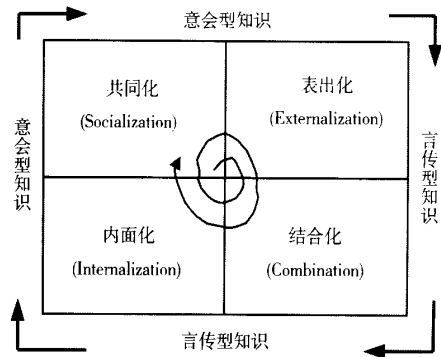 意会型知识
共同化
(Socialization)
表出化
(Externalization)
意会型知识
言传型知识
内面化
(Internalization)
结合化
(Combination)
言传型知识